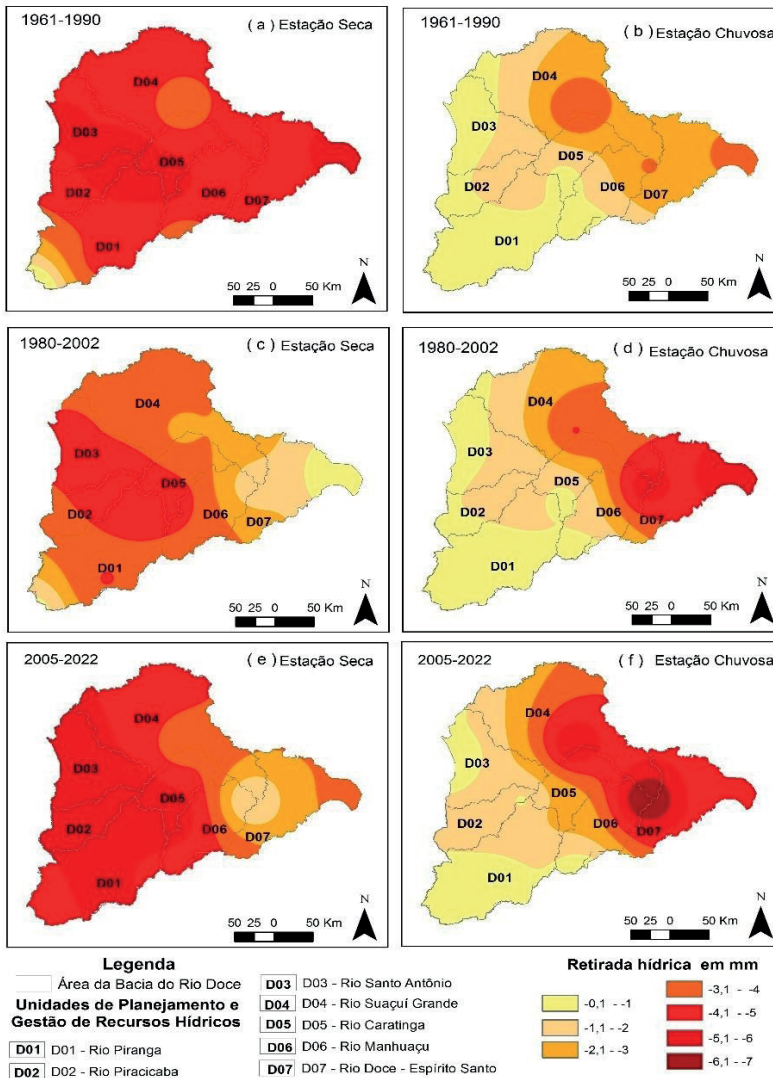 1961-1990
( a ) Estação Seca
D04
D03
D05
D02
D06
D07
D01
N
50 25 0 50 Km
1961-1990
( b ) Estação Chuvosa
D04
D03
D05
D02
D06
D07
D01
N
50 25 0 50 Km
1980-2002
( c ) Estação Seca
D04
D03
D05
D02
D06
D07
D01
N
50 25 0 50 Km
1980-2002
( d ) Estação Chuvosa
D04
D03
D05
D02
D06
D07
D01
N
50 25 0 50 Km
2005-2022
( e ) Estação Seca
D04
D03
D05
D02
D06
D07
D01
N
50 25 0 50 Km
2005-2022
( f ) Estação Chuvosa
D04
D03
D05
D02
D06
D07
D01
N
50 25 0 50 Km
Legenda
Área da Bacia do Rio Doce
Unidades de Planejamento e
Gestão de Recursos Hídricos
D01 D01 - Rio Piranga
D02 D02 - Rio Piracicaba
D03 D03 - Rio Santo Antônio
D04 D04 - Rio Suaçuí Grande
D05 D05 - Rio Caratinga
D06 D06 - Rio Manhuaçu
D07 D07 - Rio Doce - Espírito Santo
Retirada hídrica em mm
-0,1 - -1
-1,1 - -2
-2,1 - -3
-3,1 - -4
-4,1 - -5
-5,1 - -6
-6,1 - -7